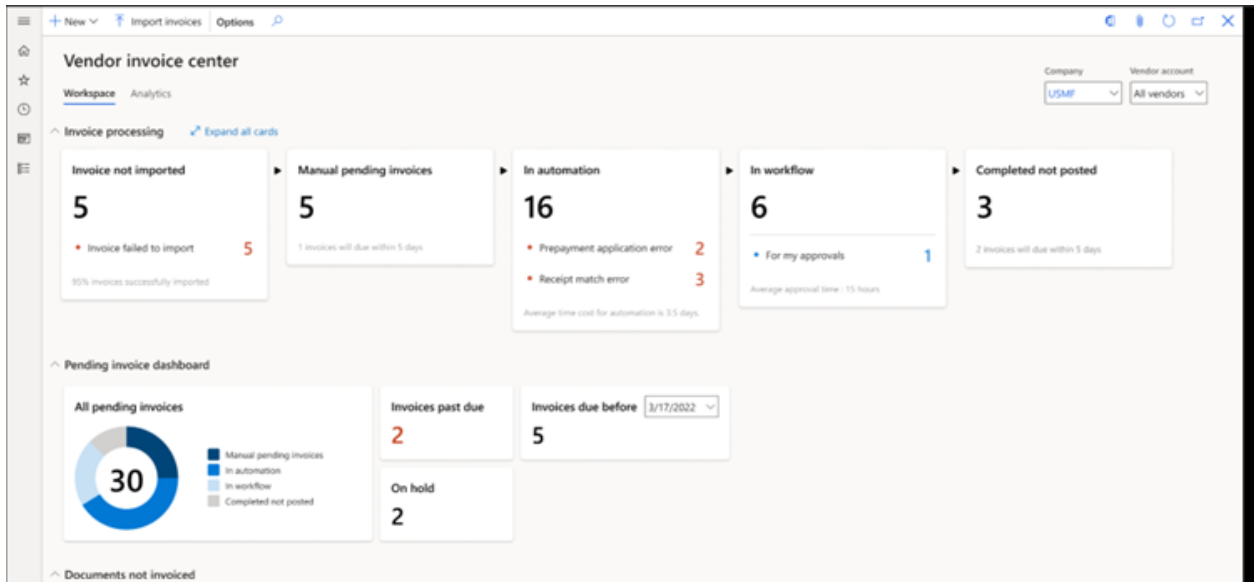 New
Import invoices
Options
Vendor invoice center
Workspace
Analytics
Company
USMF
Vendor account
All vendors
Invoice processing
Expand all cards
Invoice not imported
5
Invoice failed to import 5
95% invoices successfully imported
Manual pending invoices
5
1 invoices will due within 5 days
In automation
16
Prepayment application error 2
Receipt match error 3
Average time cost for automation is 3.5 days.
In workflow
6
For my approvals 1
Average approval time : 15 hours
Completed not posted
3
2 invoices will due within 5 days
Pending invoice dashboard
All pending invoices
30
Manual pending invoices
In automation
In workflow
Completed not posted
Invoices past due
2
Invoices due before 3/17/2022
5
On hold
2
Documents not invoiced